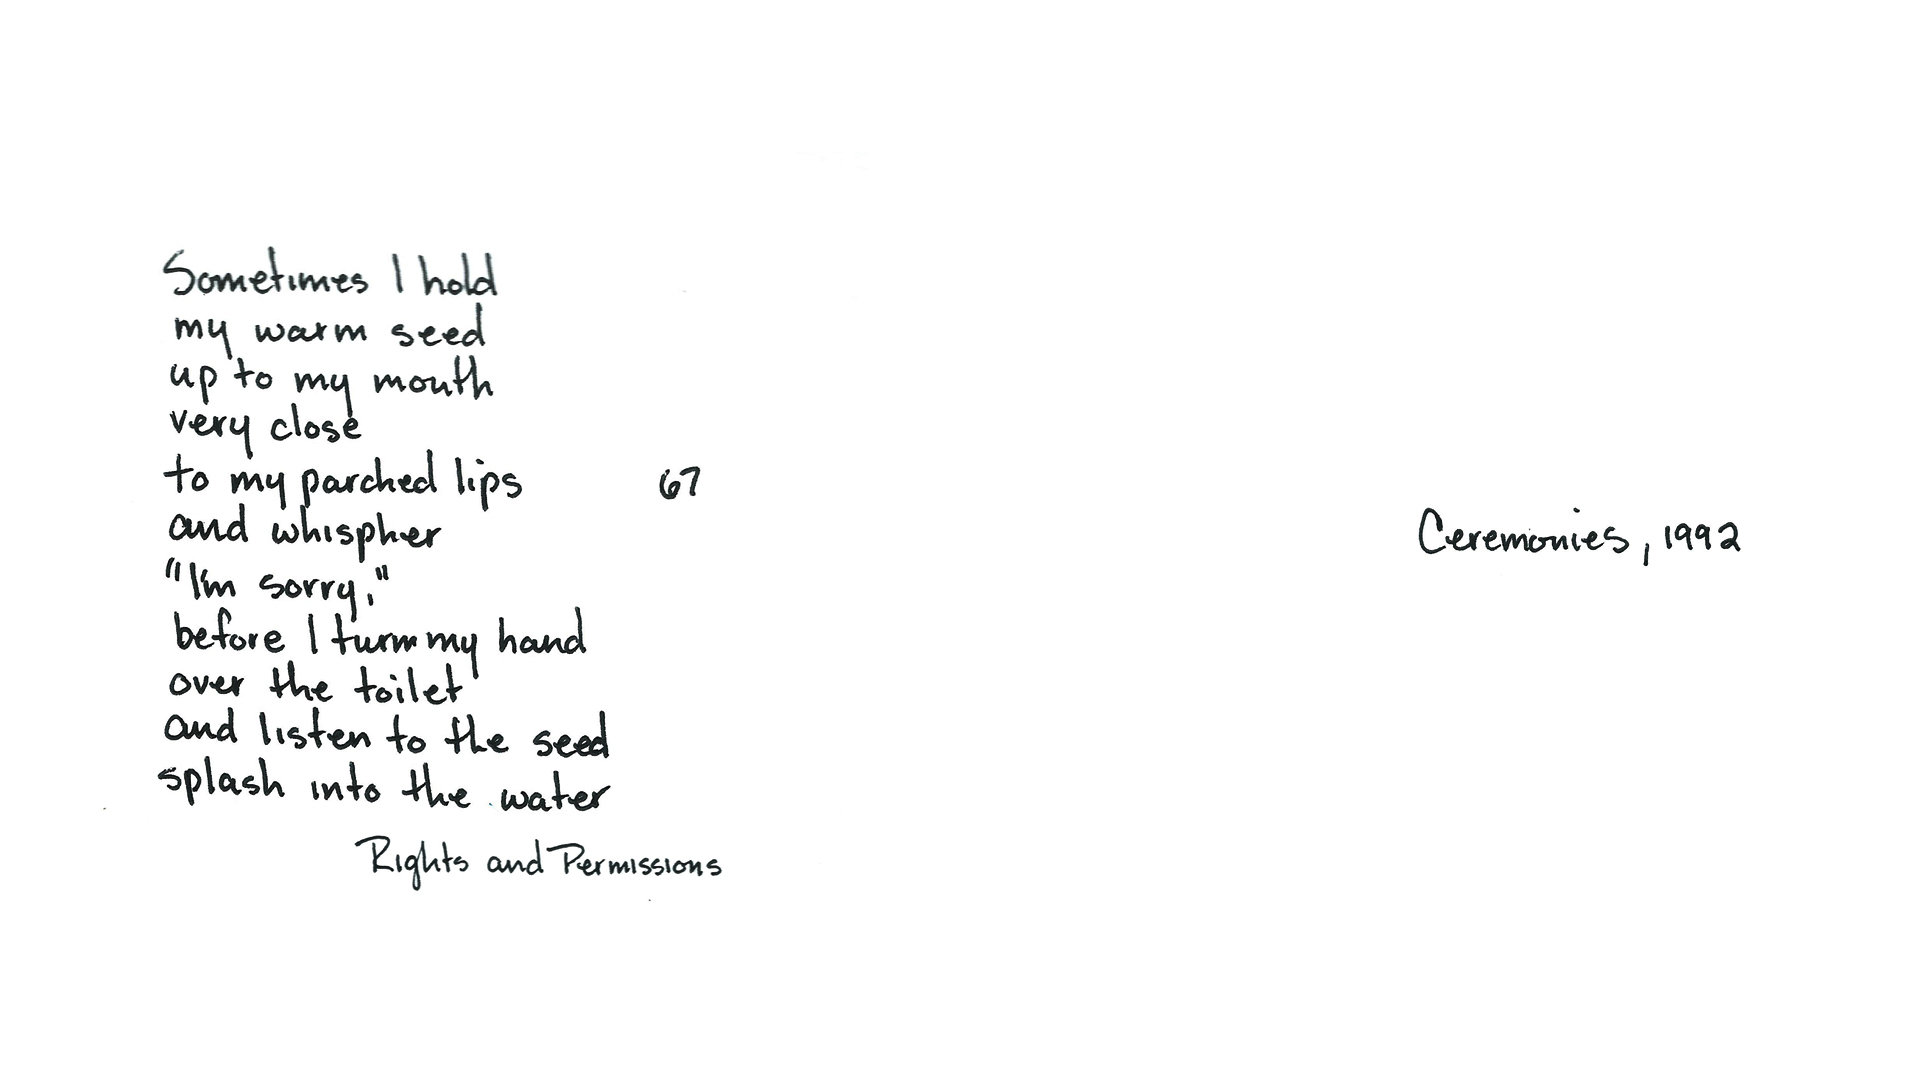 Sometimes I hold
my warm seed
up to my mouth
very close
to my parched lips
67
and whispher
"I'm sorry,"
before I turn my hand
over the toilet
and listen to the seed
splash into the water
Rights and Permissions
Ceremonies, 1992